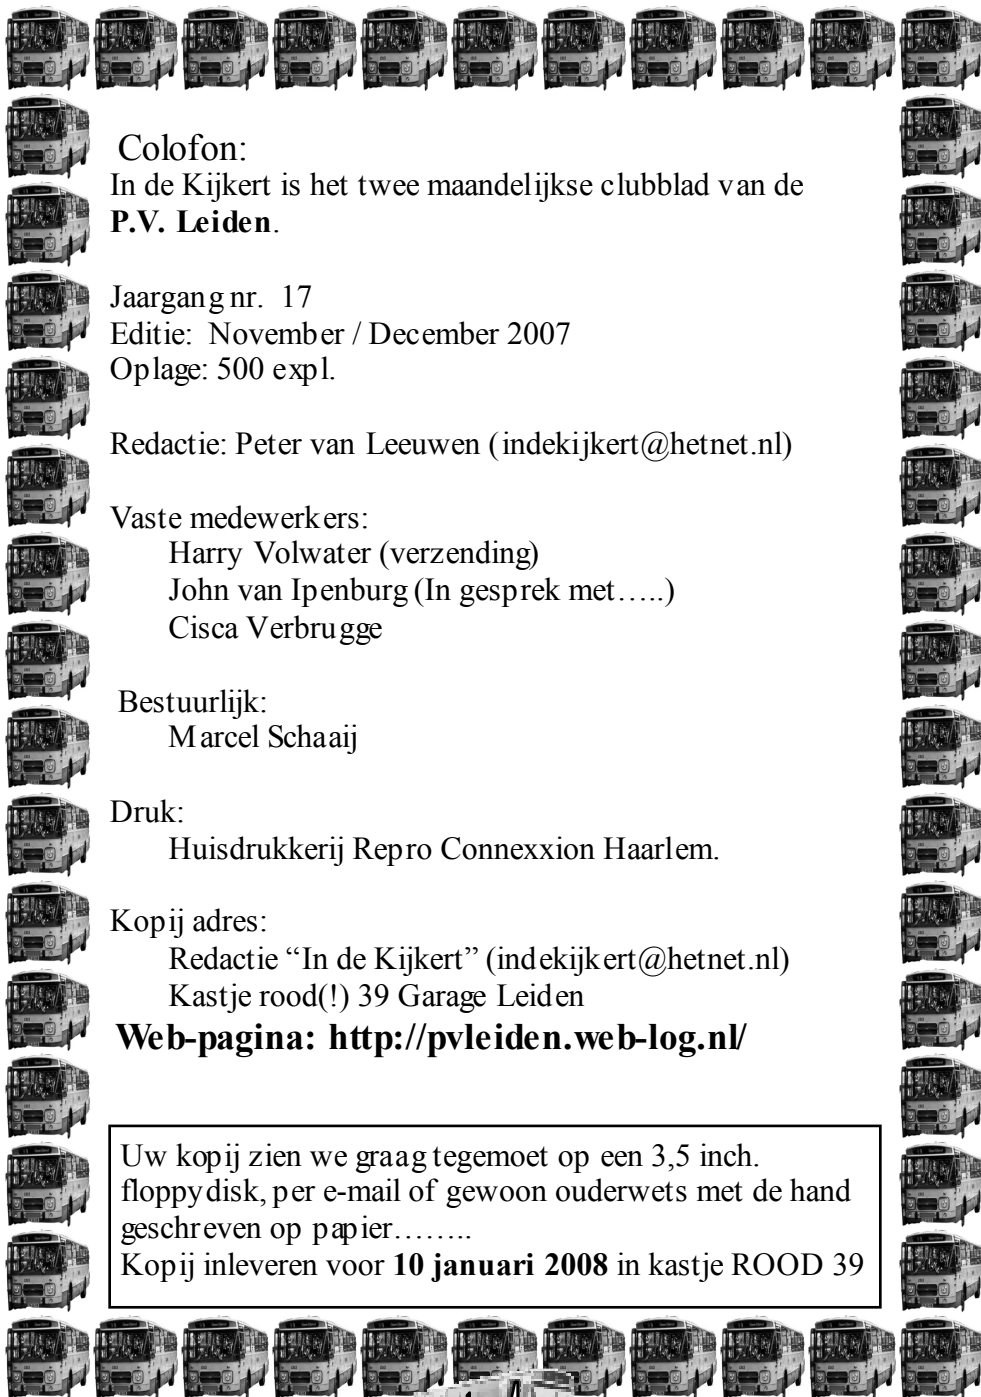 Colofon:
In de Kijkert is het twee maandelijkse clubblad van de
P.V. Leiden.
Jaargang nr. 17
Editie: November / December 2007
Oplage: 500 expl.
Redactie: Peter van Leeuwen (indekijkert@hetnet.nl)
Vaste medewerkers:
Harry Volwater (verzending)
John van Ipenburg (In gesprek met…..)
Cisca Verbrugge
Bestuurlijk:
Marcel Schaaij
Druk:
Huisdrukkerij Repro Connexxion Haarlem.
Kopij adres:
Redactie “In de Kijkert” (indekijkert@hetnet.nl)
Kastje rood(!) 39 Garage Leiden
Web-pagina: http://pvleiden.web-log.nl/
Uw kopij zien we graag tegemoet op een 3,5 inch.
floppydisk, per e-mail of gewoon ouderwets met de hand
geschreven op papier……..
Kopij inleveren voor 10 januari 2008 in kastje ROOD 39